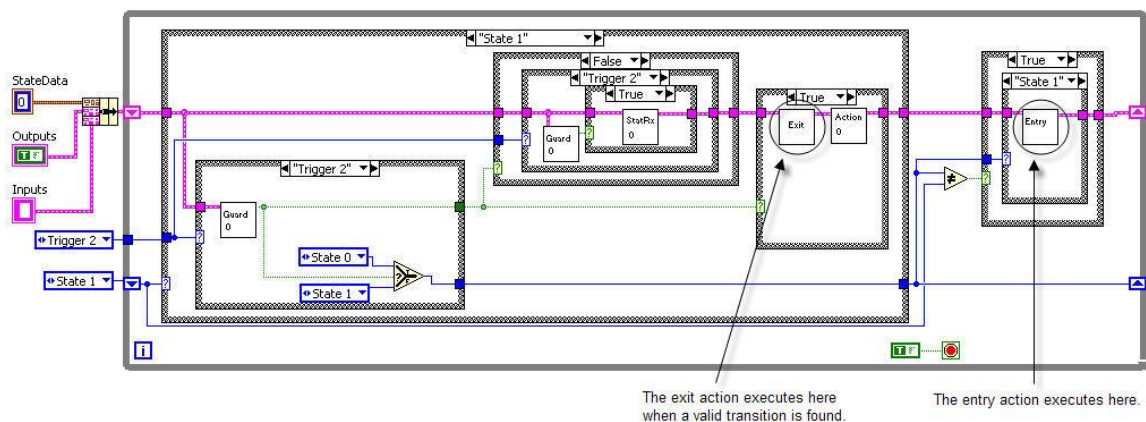 "State 1"
False
True
StateData
"Trigger 2"
"State 1"
0
True
True
Outputs
Guard
0
StatRx
0
Exit
Action
0
Entry
T F
"Trigger 2"
Inputs
Guard
0
Trigger 2
State 0
State 1
State 1
i
T F
The exit action executes here
when a valid transition is found.
The entry action executes here.